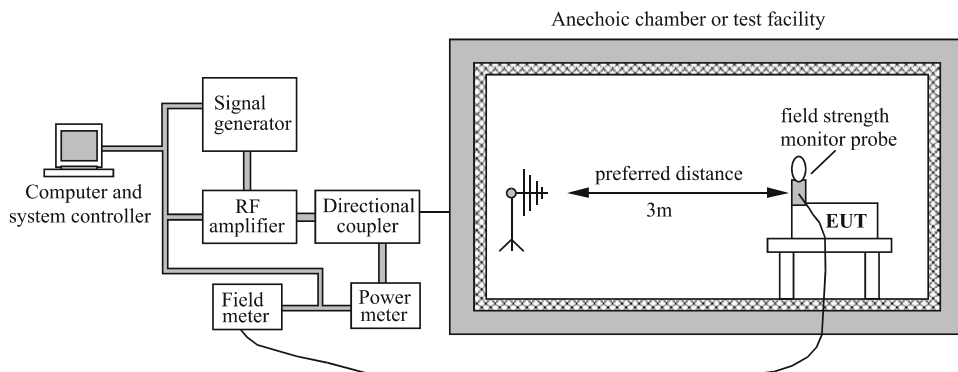 Anechoic chamber or test facility
Signal
generator
Computer and
system controller
RF
amplifier
Directional
coupler
Field
meter
Power
meter
field strength
monitor probe
preferred distance
3m
EUT